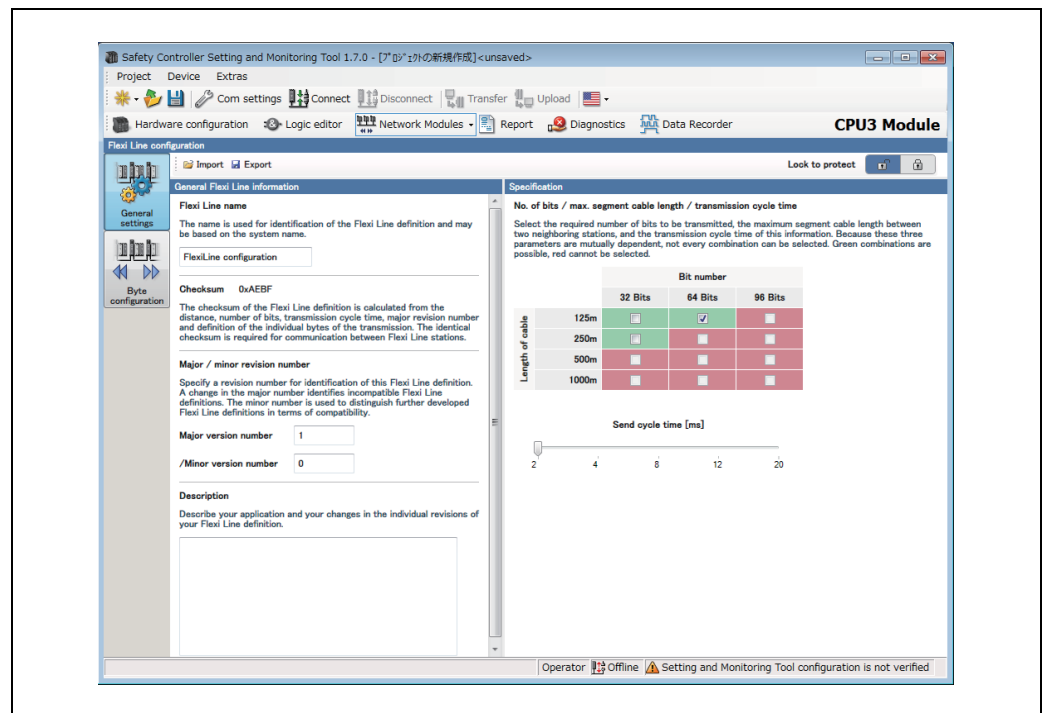 Safety Controller Setting and Monitoring Tool 1.7.0 - [ﾌﾟﾛｼﾞｪｸﾄの新規作成]<unsaved>
Project Device Extras
Com settings Connect Disconnect Transfer Upload
Hardware configuration Logic editor Network Modules Report Diagnostics Data Recorder CPU3 Module
Flexi Line configuration
Import Export Lock to protect
General settings
Byte configuration
General Flexi Line information
Flexi Line name
The name is used for identification of the Flexi Line definition and may
be based on the system name.
FlexiLine configuration
Checksum 0xAEBF
The checksum of the Flexi Line definition is calculated from the
distance, number of bits, transmission cycle time, major revision number
and definition of the individual bytes of the transmission. The identical
checksum is required for communication between Flexi Line stations.
Major / minor revision number
Specify a revision number for identification of this Flexi Line definition.
A change in the major number identifies incompatible Flexi Line
definitions. The minor number is used to distinguish further developed
Flexi Line definitions in terms of compatibility.
Major version number 1
/Minor version number 0
Description
Describe your application and your changes in the individual revisions of
your Flexi Line definition.
Specification
No. of bits / max. segment cable length / transmission cycle time
Select the required number of bits to be transmitted, the maximum segment cable length between
two neighboring stations, and the transmission cycle time of this information. Because these three
parameters are mutually dependent, not every combination can be selected. Green combinations are
possible, red cannot be selected.
Bit number
32 Bits 64 Bits 96 Bits
Length of cable
125m
250m
500m
1000m
Send cycle time [ms]
2 4 8 12 20
Operator Offline Setting and Monitoring Tool configuration is not verified